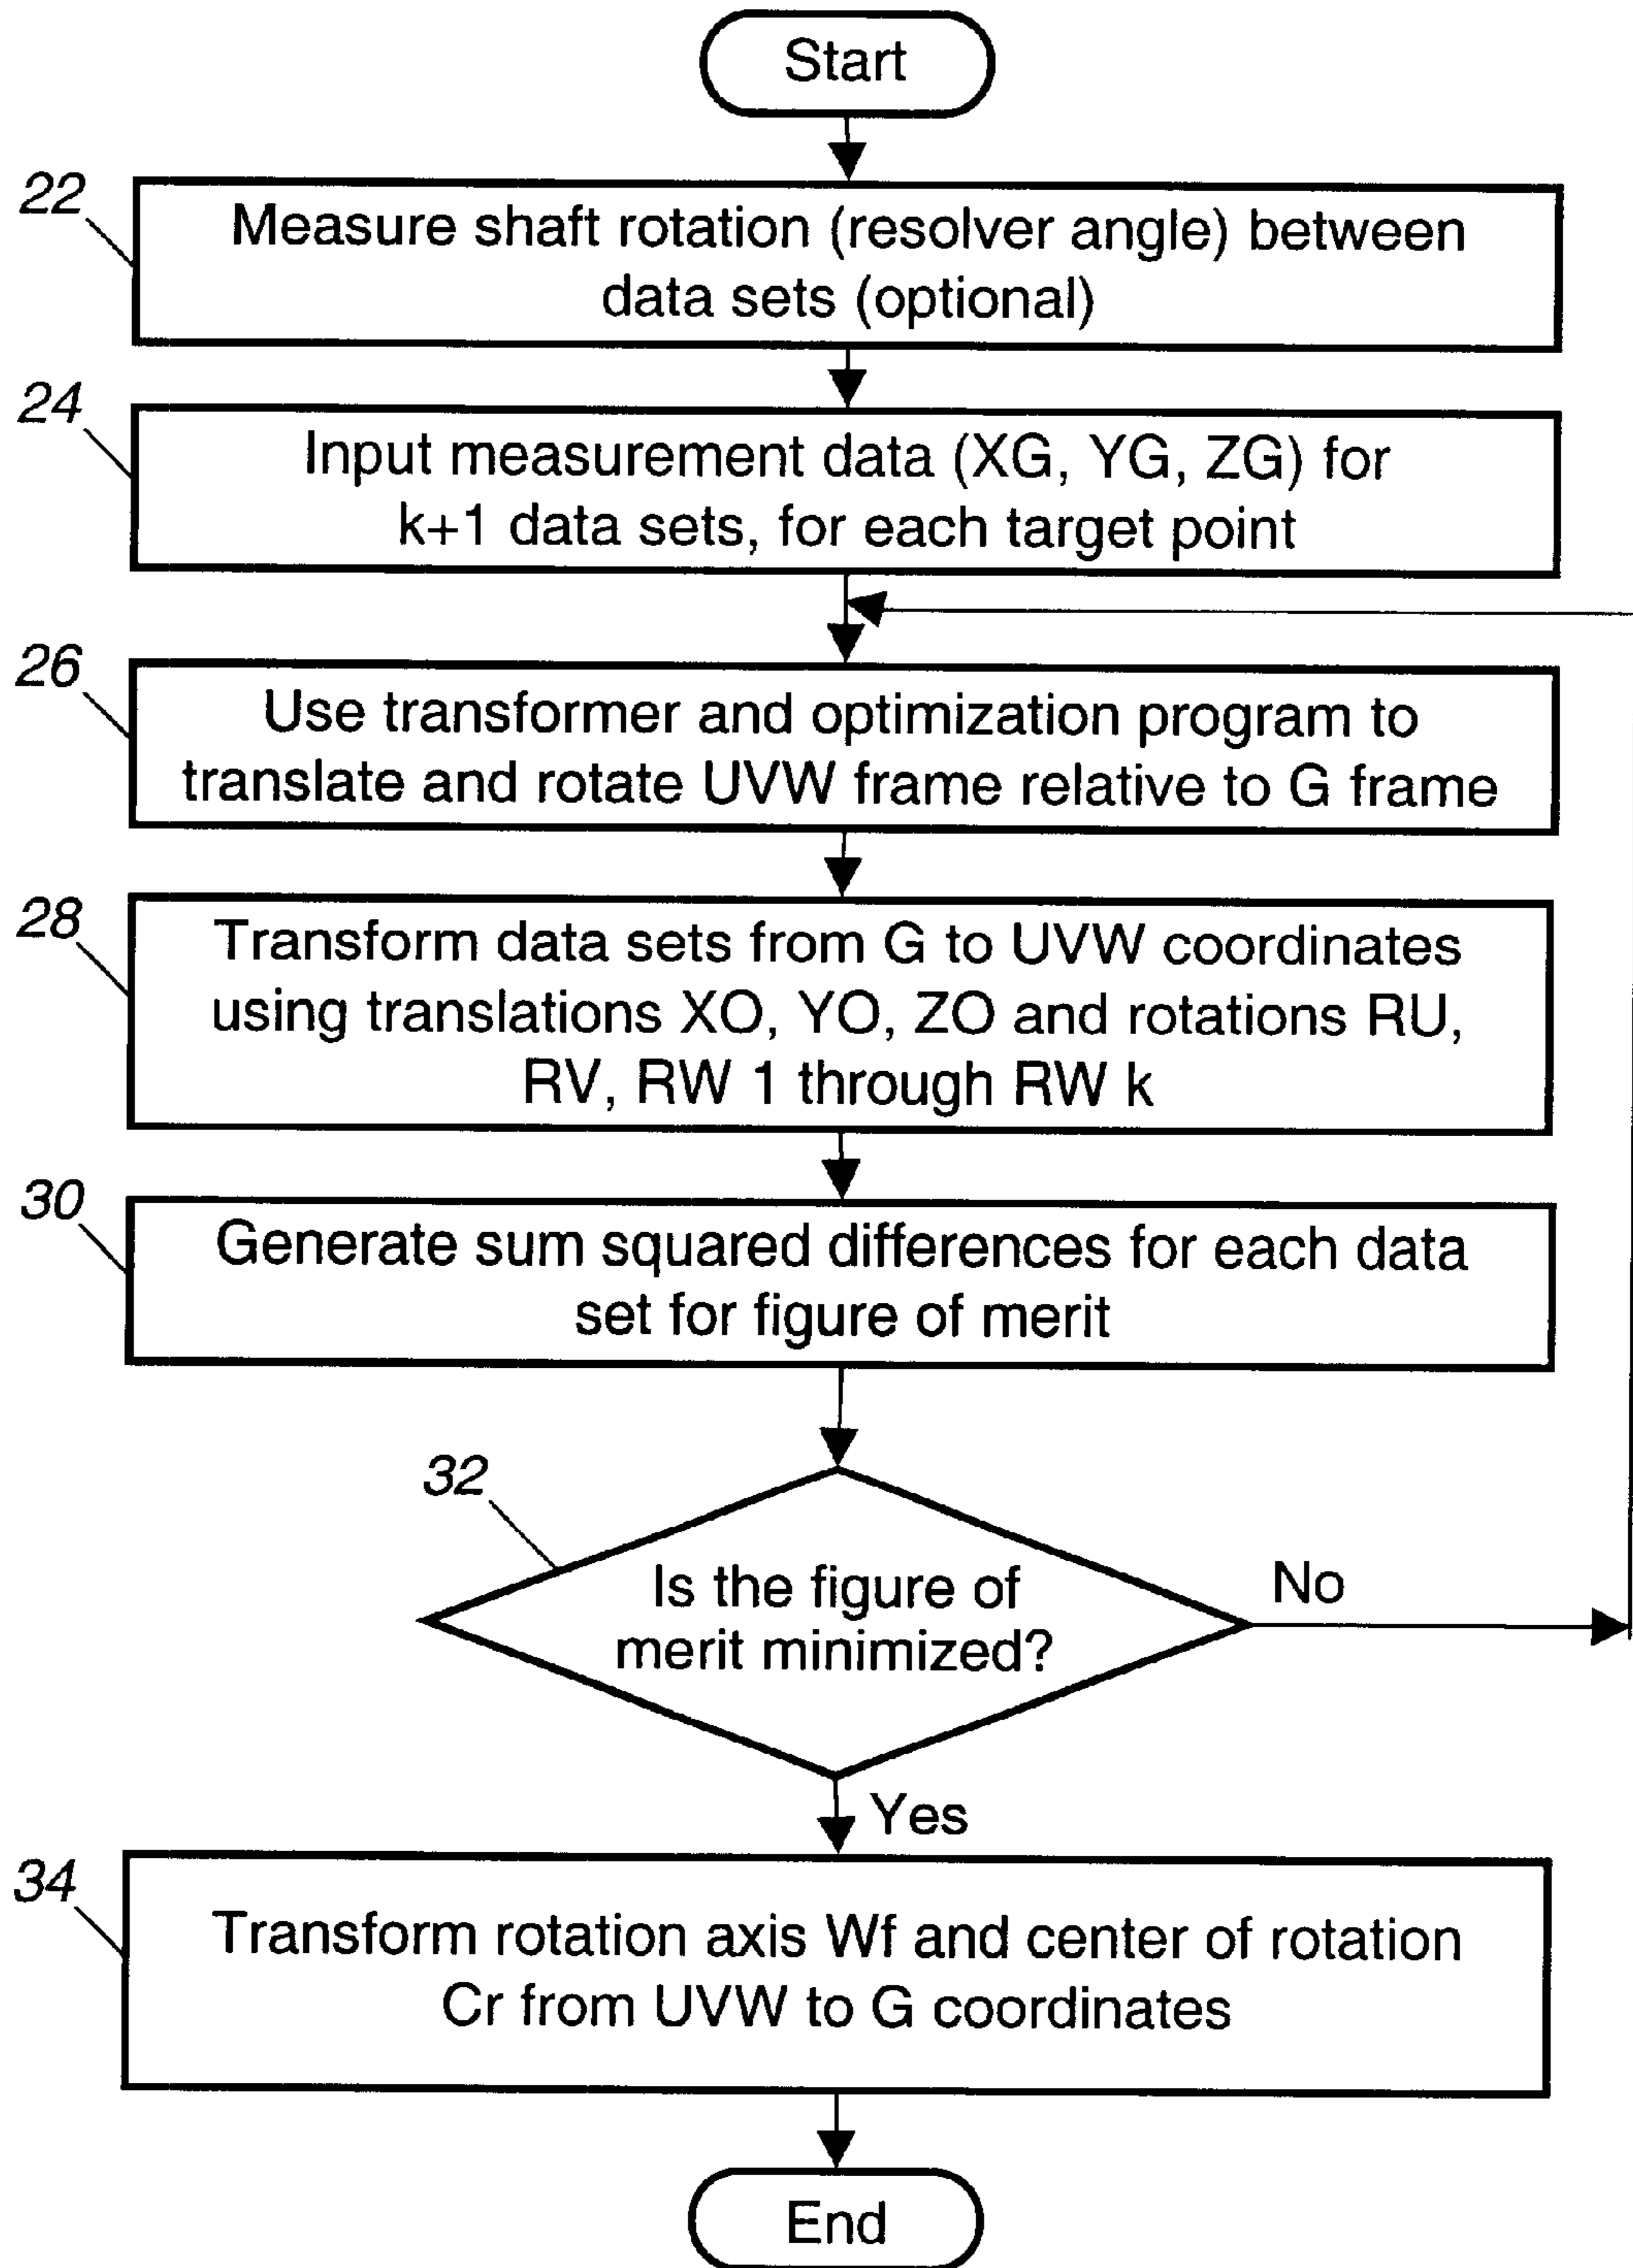 Start
22
Measure shaft rotation (resolver angle) between
data sets (optional)
24
Input measurement data (XG, YG, ZG) for
k+1 data sets, for each target point
26
Use transformer and optimization program to
translate and rotate UVW frame relative to G frame
28
Transform data sets from G to UVW coordinates
using translations XO, YO, ZO and rotations RU,
RV, RW 1 through RW k
30
Generate sum squared differences for each data
set for figure of merit
32
Is the figure of
merit minimized?
No
Yes
34
Transform rotation axis Wf and center of rotation
Cr from UVW to G coordinates
End